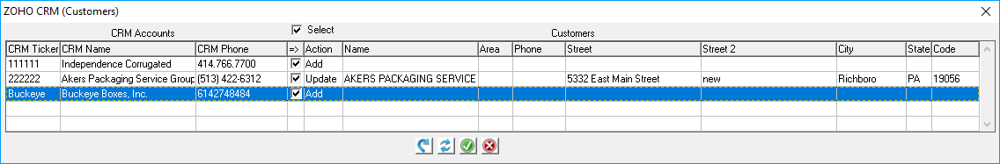 ZOHO CRM (Customers)
CRM Accounts Select Customers
CRM Ticker CRM Name CRM Phone => Action Name Area Phone Street Street 2 City State Code
111111 Independence Corrugated 414.766.7700 Add
222222 Akers Packaging Service Group (513) 422-6312 Update AKERS PACKAGING SERVICE 5332 East Main Street new Richboro PA 19056
Buckeye Buckeye Boxes, Inc. 6142748484 Add